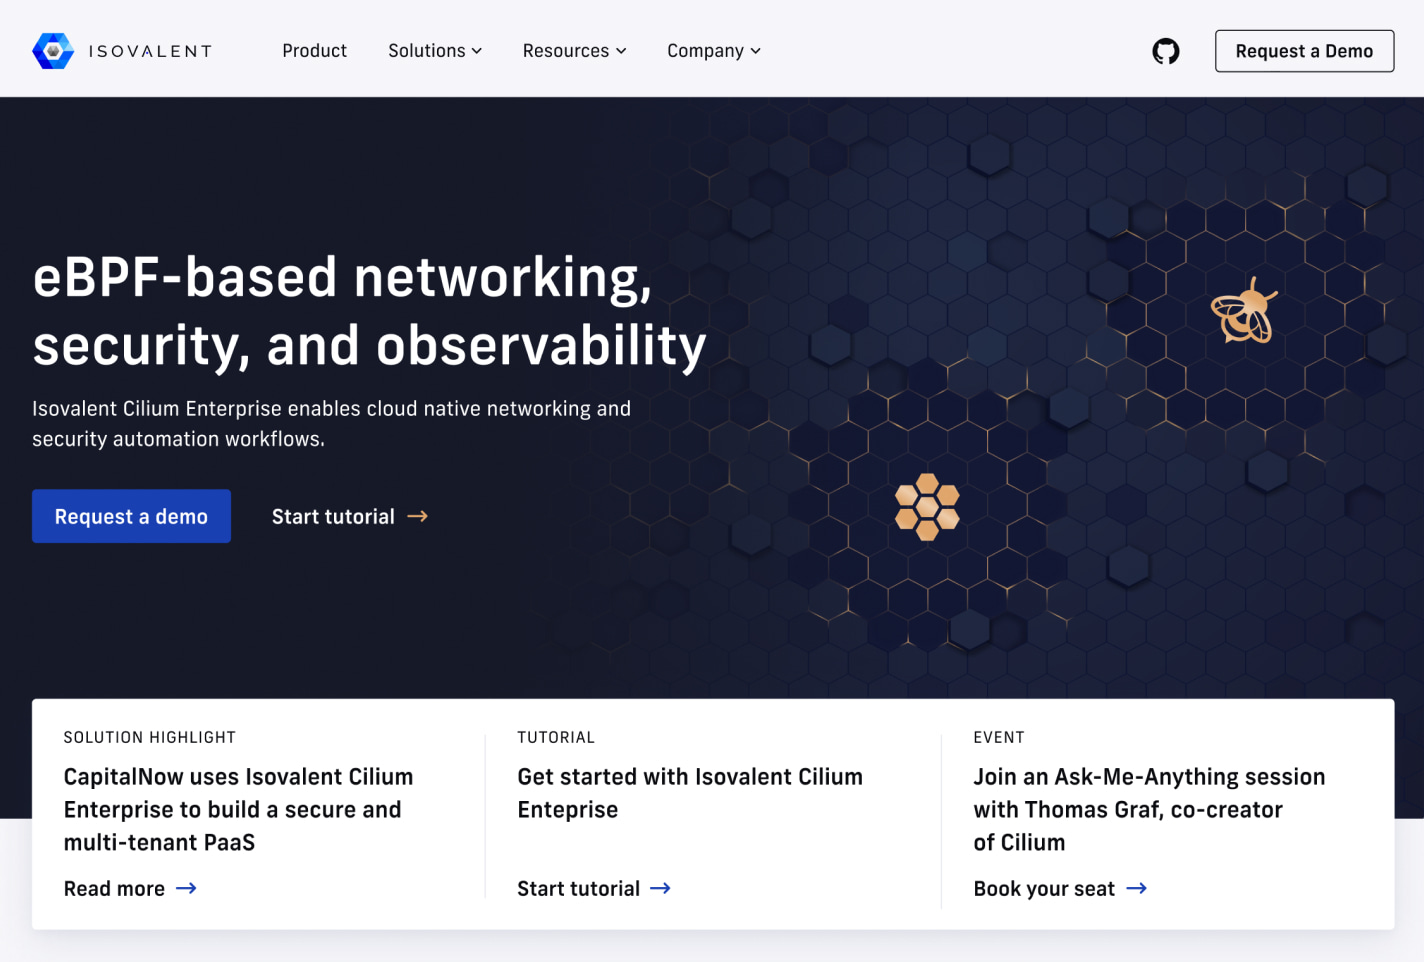 ISOVALENT
Product
Solutions
Resources
Company
Request a Demo
eBPF-based networking,
security, and observability
Isovalent Cilium Enterprise enables cloud native networking and
security automation workflows.
Request a demo
Start tutorial
SOLUTION HIGHLIGHT
CapitalNow uses Isovalent Cilium
Enterprise to build a secure and
multi-tenant PaaS
Read more
TUTORIAL
Get started with Isovalent Cilium
Enteprise
Start tutorial
EVENT
Join an Ask-Me-Anything session
with Thomas Graf, co-creator
of Cilium
Book your seat